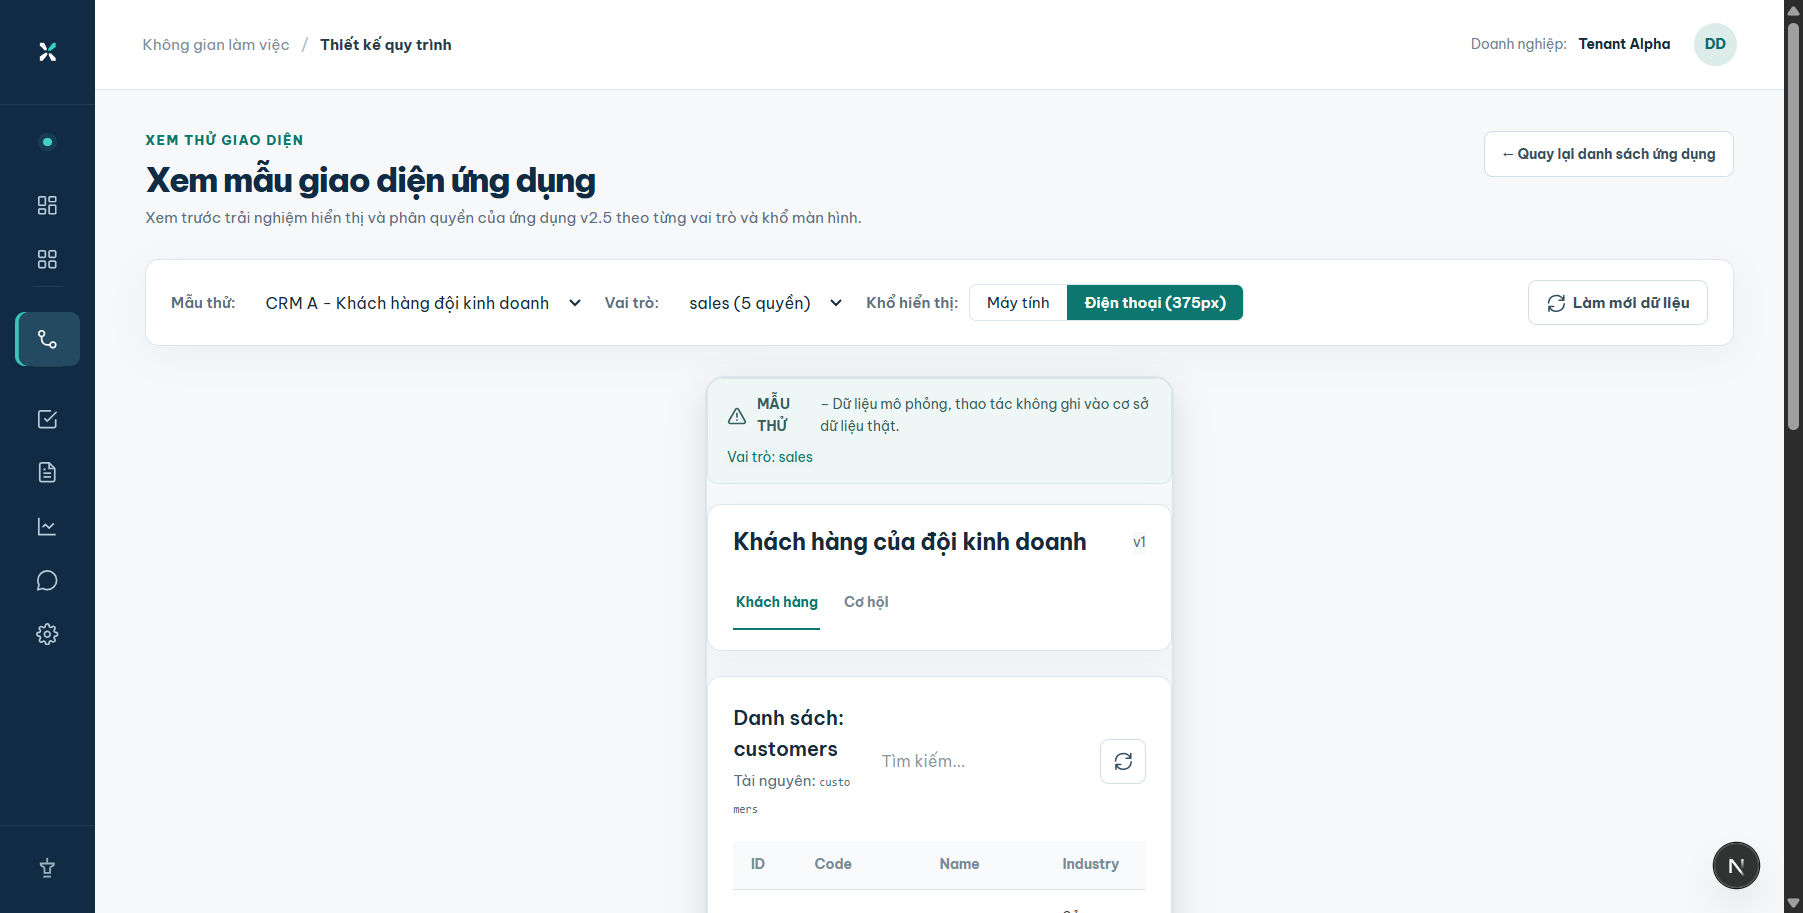 Không gian làm việc / Thiết kế quy trình
Doanh nghiệp: Tenant Alpha DD
XEM THỬ GIAO DIỆN
Xem mẫu giao diện ứng dụng
Xem trước trải nghiệm hiển thị và phân quyền của ứng dụng v2.5 theo từng vai trò và khổ màn hình.
← Quay lại danh sách ứng dụng
Mẫu thử: CRM A - Khách hàng đội kinh doanh Vai trò: sales (5 quyền) Khổ hiển thị: Máy tính Điện thoại (375px) Làm mới dữ liệu
MẪU THỬ
– Dữ liệu mô phỏng, thao tác không ghi vào cơ sở
dữ liệu thật.
Vai trò: sales
Khách hàng của đội kinh doanh v1
Khách hàng Cơ hội
Danh sách:
customers
Tài nguyên: custo
mers
Tìm kiếm...
ID Code Name Industry
N